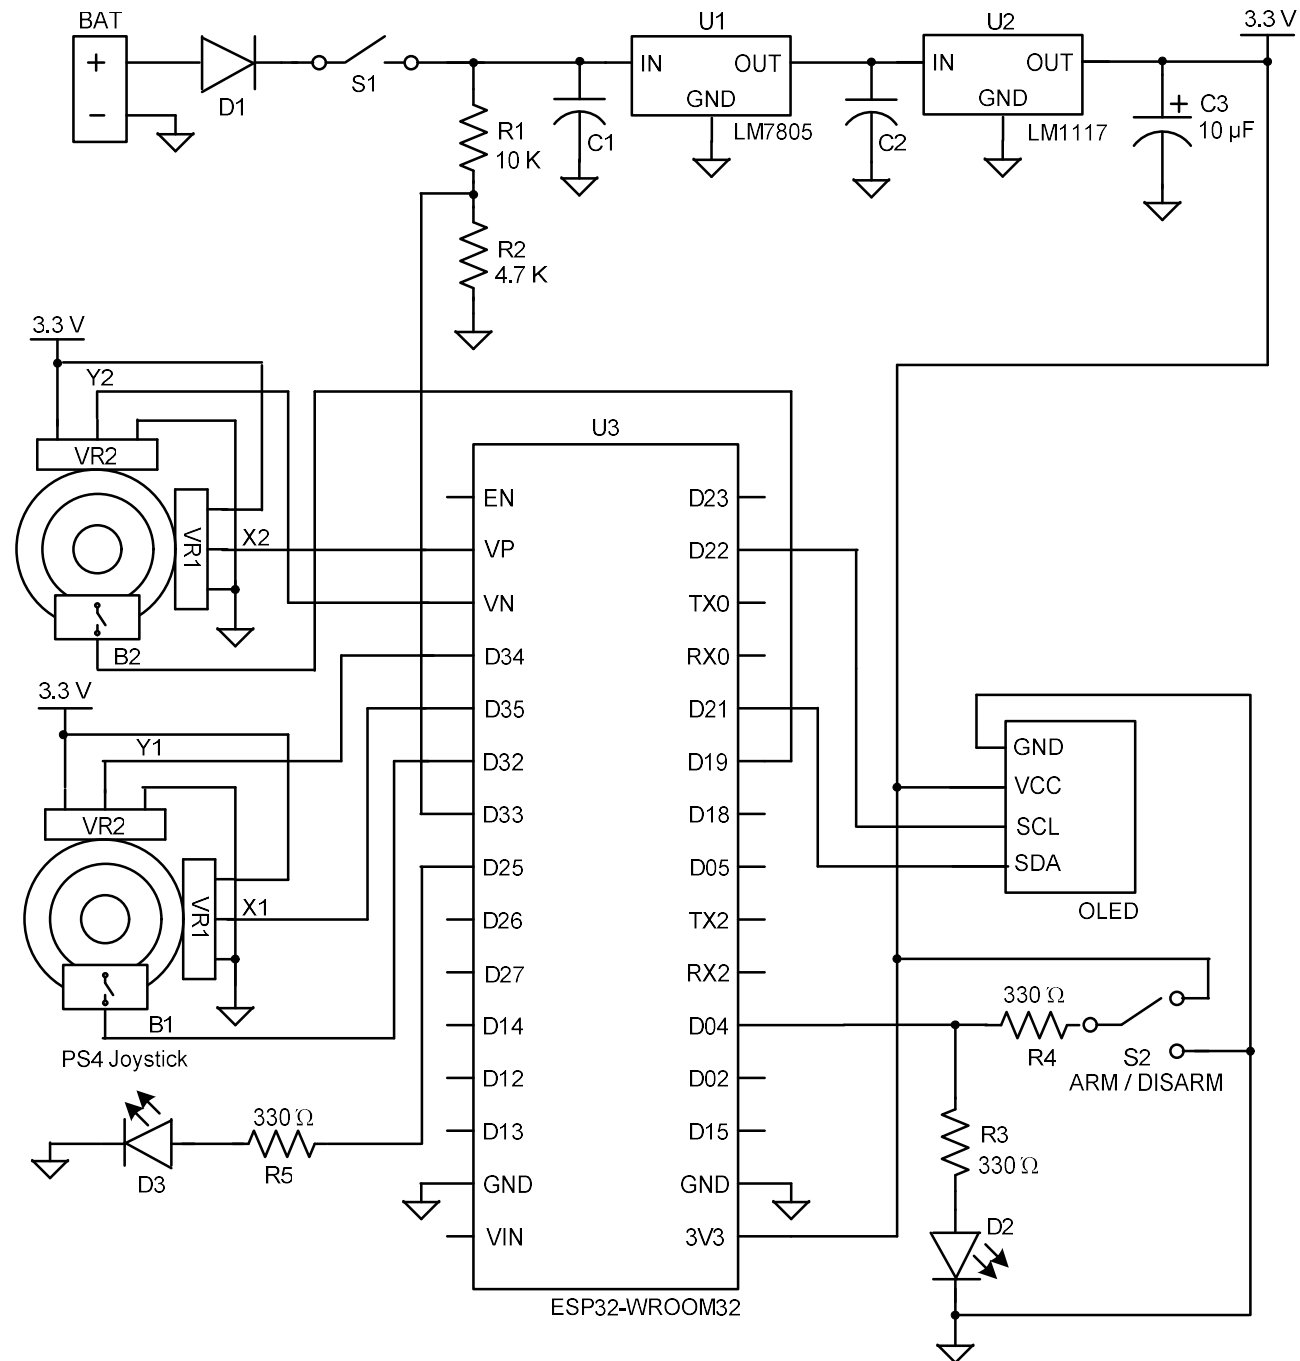 BAT
U1
U2
3.3 V
+
IN
OUT
IN
OUT
S1
−
D1
GND
GND
+
C3
LM7805
LM1117
10 µF
R1
C1
C2
10 K
R2
4.7 K
3.3 V
Y2
U3
VR2
EN
D23
VR1
X2
VP
D22
VN
TX0
B2
D34
RX0
3.3 V
D35
D21
Y1
GND
D32
D19
VCC
VR2
D33
D18
SCL
D25
D05
SDA
VR1
X1
D26
TX2
OLED
D27
RX2
330 Ω
B1
D14
D04
R4
S2
PS4 Joystick
ARM / DISARM
D12
D02
330 Ω
D13
D15
R3
330 Ω
R5
D3
GND
GND
D2
VIN
3V3
ESP32-WROOM32